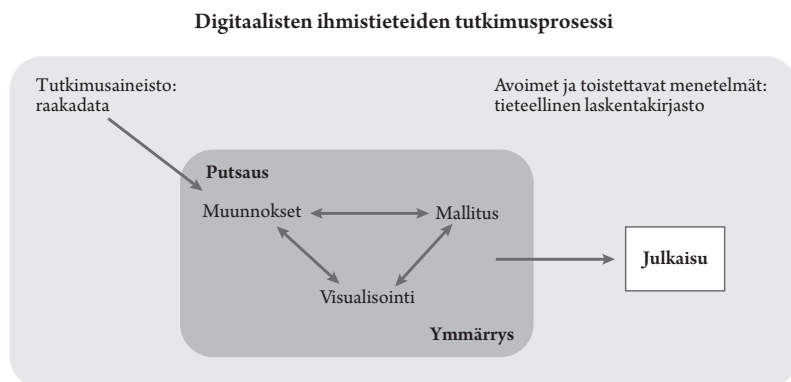 Digitaalisten ihmistieteiden tutkimusprosessi
Tutkimusaineisto:
raakadata
Avoimet ja toistettavat menetelmät:
tieteellinen laskentakirjasto
Putsaus
Muunnokset
Mallitus
Visualisointi
Ymmärrys
Julkaisu